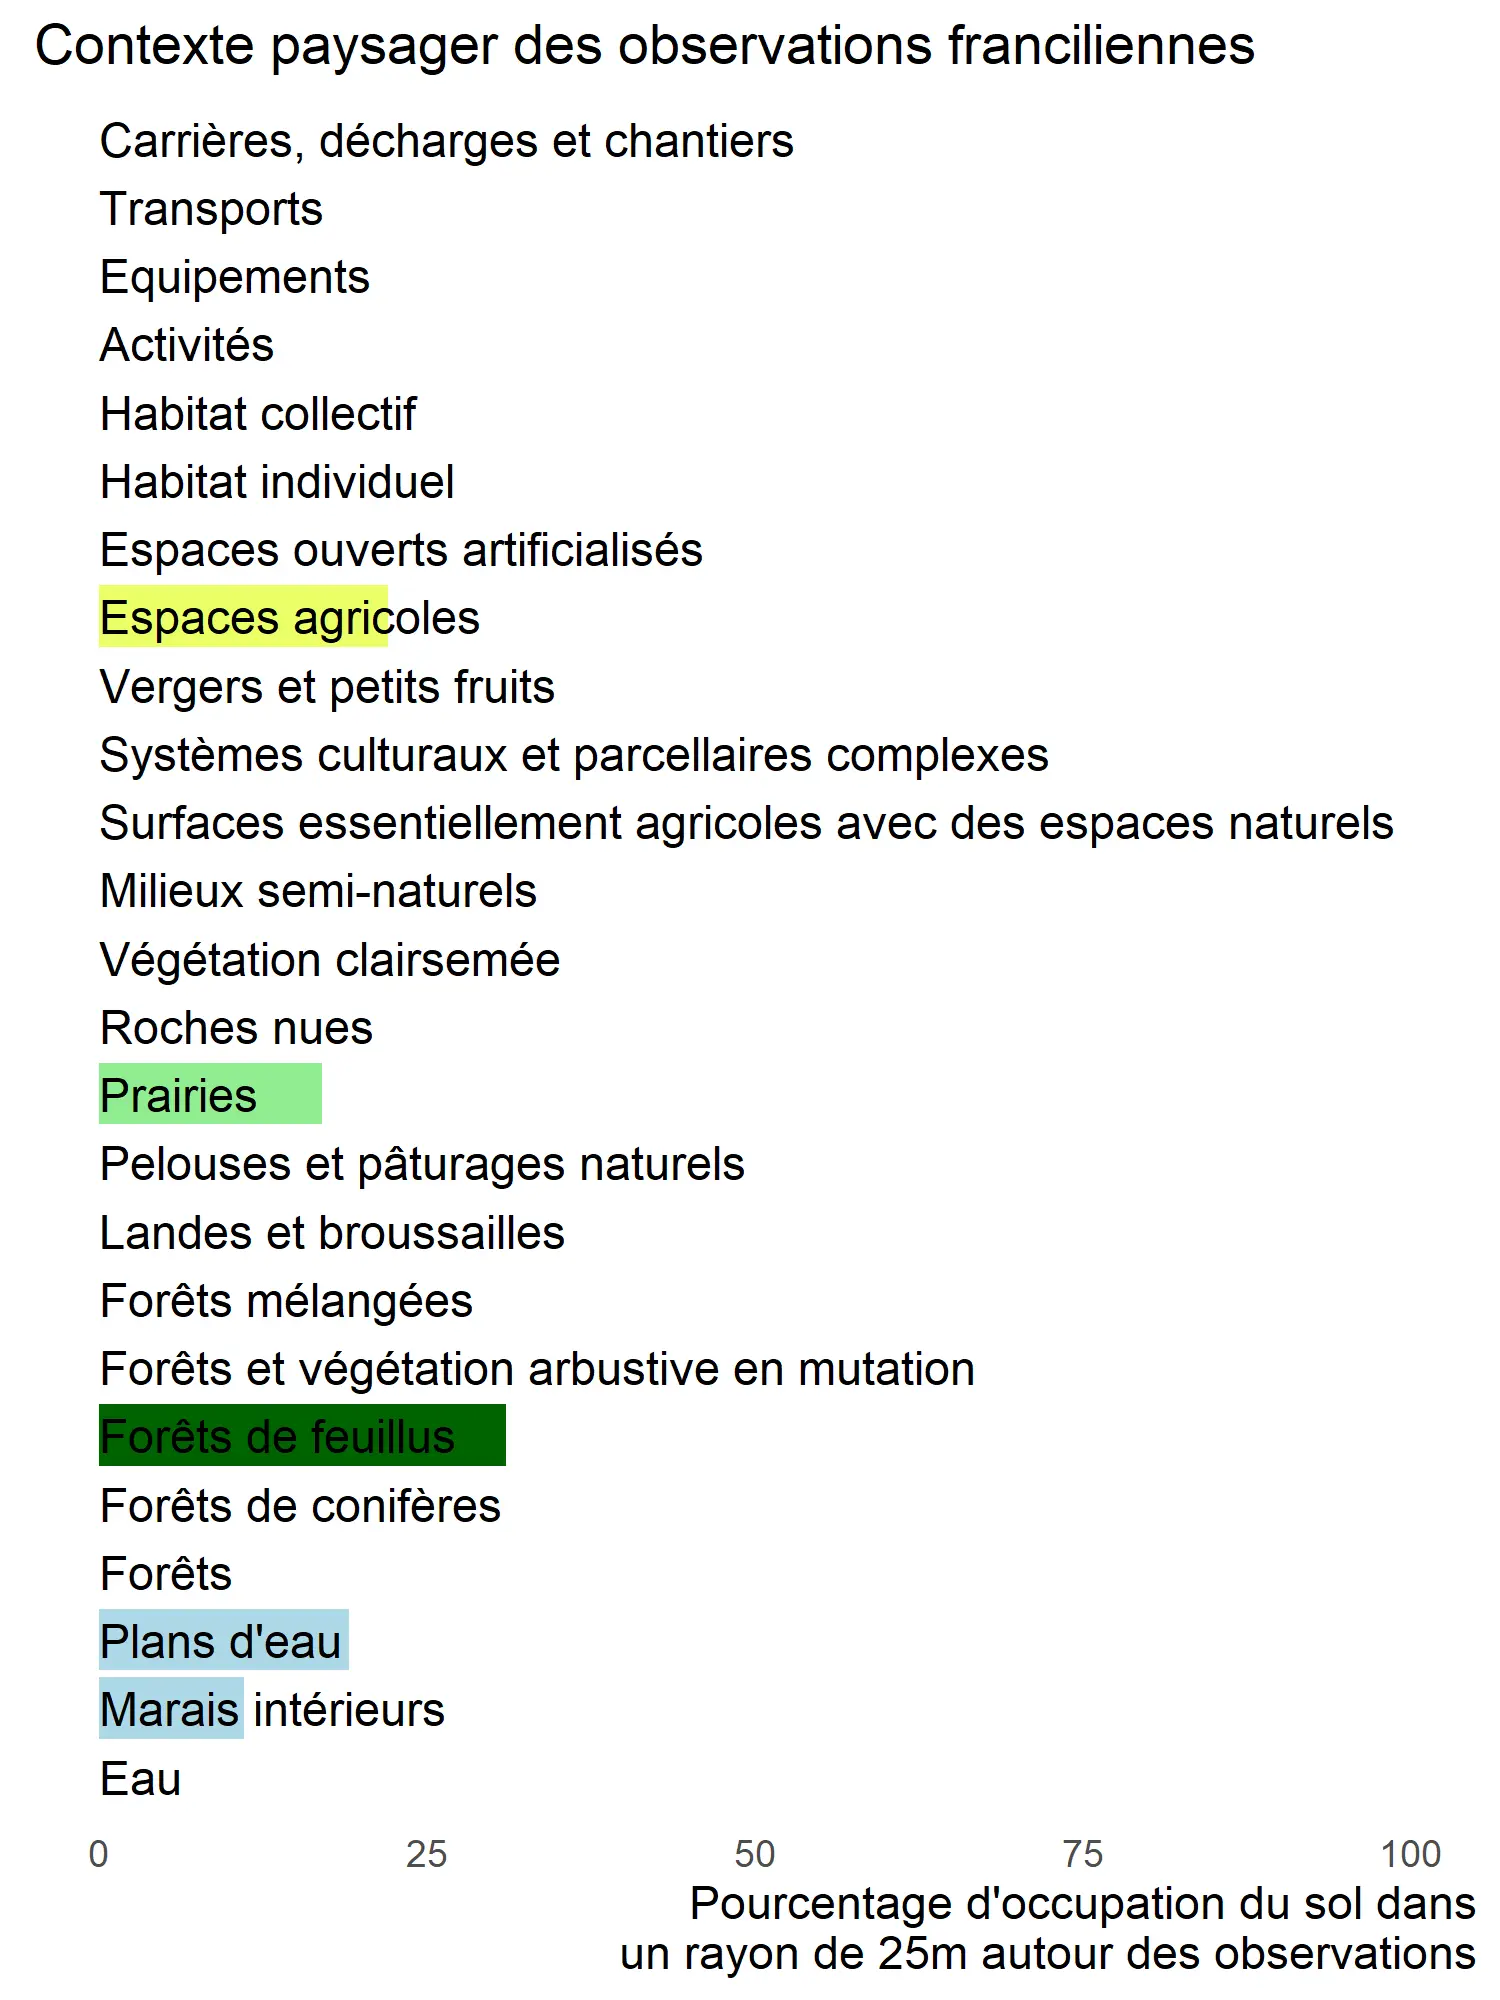 Contexte paysager des observations franciliennes
Carrières, décharges et chantiers
Transports
Equipements
Activités
Habitat collectif
Habitat individuel
Espaces ouverts artificialisés
Espaces agricoles
Vergers et petits fruits
Systèmes culturaux et parcellaires complexes
Surfaces essentiellement agricoles avec des espaces naturels
Milieux semi-naturels
Végétation clairsemée
Roches nues
Prairies
Pelouses et pâturages naturels
Landes et broussailles
Forêts mélangées
Forêts et végétation arbustive en mutation
Forêts de feuillus
Forêts de conifères
Forêts
Plans d'eau
Marais intérieurs
Eau
0 25 50 75 100
Pourcentage d'occupation du sol dans
un rayon de 25m autour des observations